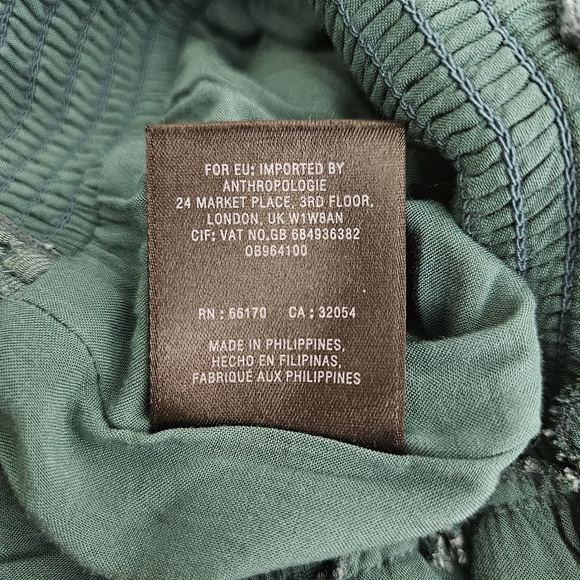 FOR EU: IMPORTED BY
ANTHROPOLOGIE
24 MARKET PLACE, 3RD FLOOR,
LONDON, UK W1W8AN
CIF: VAT NO.GB 684936382
OB964100
RN : 66170 CA : 32054
MADE IN PHILIPPINES,
HECHO EN FILIPINAS,
FABRIQUÉ AUX PHILIPPINES